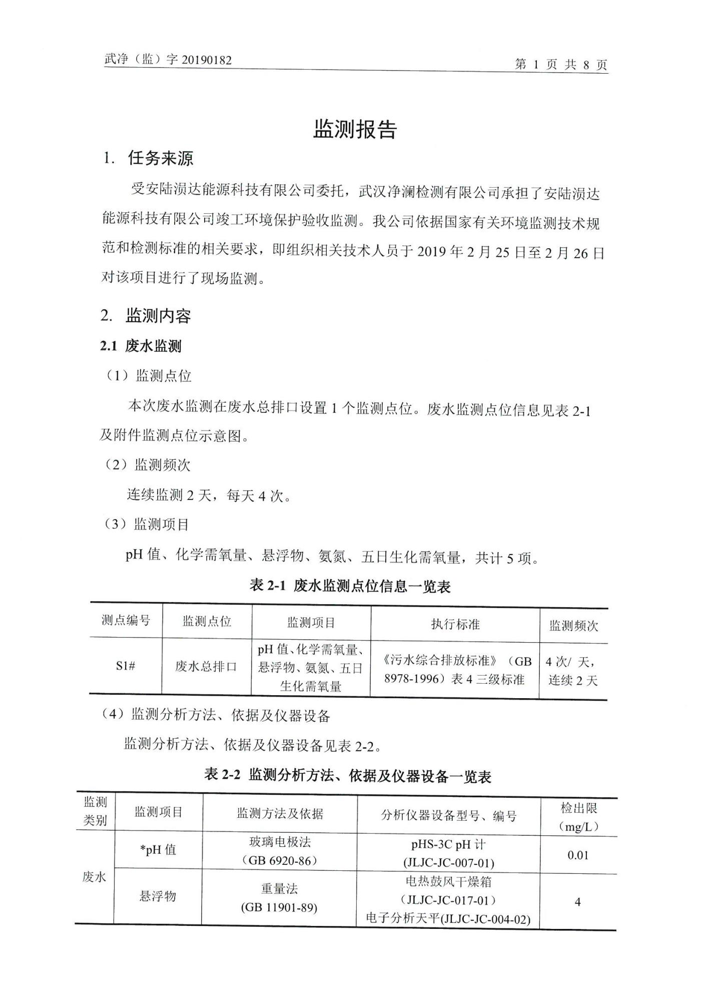 武净（监）字 20190182
第 1 页 共 8 页
监测报告
1. 任务来源
受安陆涢达能源科技有限公司委托，武汉净澜检测有限公司承担了安陆涢达
能源科技有限公司竣工环境保护验收监测。我公司依据国家有关环境监测技术规
范和检测标准的相关要求，即组织相关技术人员于 2019 年 2 月 25 日至 2 月 26 日
对该项目进行了现场监测。
2. 监测内容
2.1 废水监测
（1）监测点位
本次废水监测在废水总排口设置 1 个监测点位。废水监测点位信息见表 2-1
及附件监测点位示意图。
（2）监测频次
连续监测 2 天，每天 4 次。
（3）监测项目
pH 值、化学需氧量、悬浮物、氨氮、五日生化需氧量，共计 5 项。
表 2-1 废水监测点位信息一览表
测点编号 监测点位 监测项目 执行标准 监测频次
S1# 废水总排口
pH 值、化学需氧量、
悬浮物、氨氮、五日
生化需氧量
《污水综合排放标准》（GB
8978-1996）表 4 三级标准
4 次/ 天，
连续 2 天
（4）监测分析方法、依据及仪器设备
监测分析方法、依据及仪器设备见表 2-2。
表 2-2 监测分析方法、依据及仪器设备一览表
监测
类别
监测项目 监测方法及依据 分析仪器设备型号、编号
检出限
（mg/L）
废水
*pH 值
玻璃电极法
（GB 6920-86）
pHS-3C pH 计
(JLJC-JC-007-01)
0.01
悬浮物
重量法
(GB 11901-89)
电热鼓风干燥箱
（JLJC-JC-017-01）
电子分析天平(JLJC-JC-004-02)
4